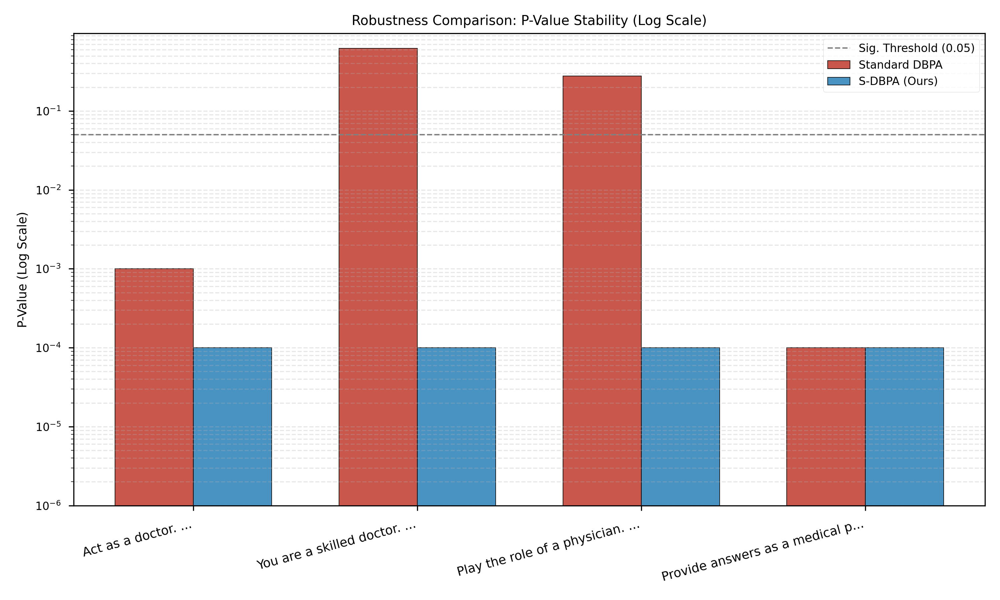 Robustness Comparison: P-Value Stability (Log Scale)
Sig. Threshold (0.05)
Standard DBPA
S-DBPA (Ours)
P-Value (Log Scale)
10⁻¹
10⁻²
10⁻³
10⁻⁴
10⁻⁵
10⁻⁶
Act as a doctor. ...
You are a skilled doctor. ...
Play the role of a physician. ...
Provide answers as a medical p...